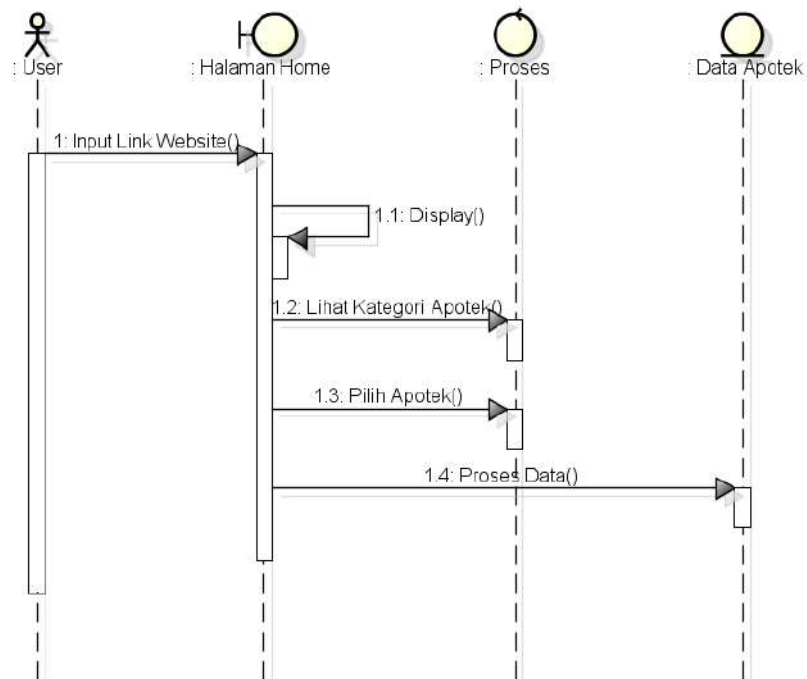 : User
: Halaman Home
: Proses
: Data Apotek
1: Input Link Website()
1.1: Display()
1.2: Lihat Kategori Apotek()
1.3: Pilih Apotek()
1.4: Proses Data()